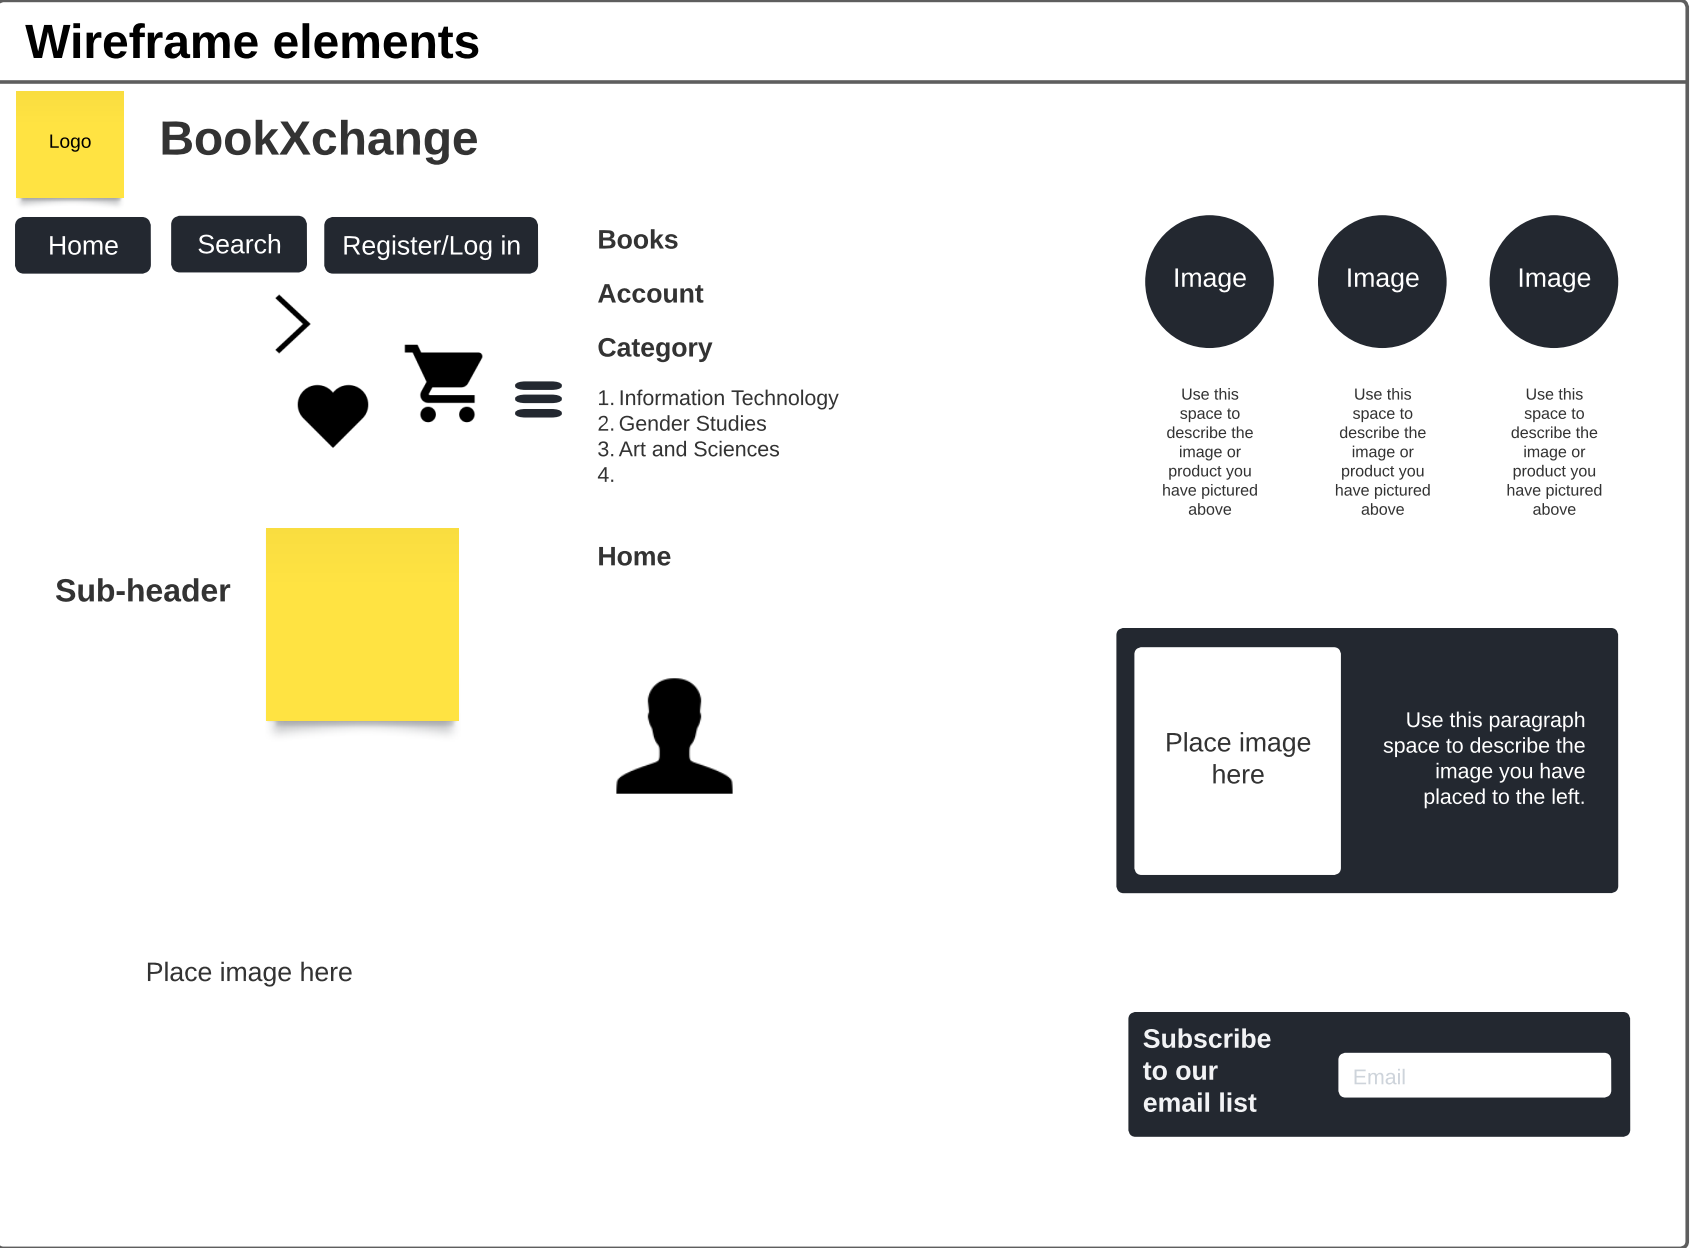 Wireframe elements
Logo
BookXchange
Home
Search
Register/Log in
Books
Account
Category
1. Information Technology
2. Gender Studies
3. Art and Sciences
4.
Home
Sub-header
Place image here
Image
Image
Image
Use this
space to
describe the
image or
product you
have pictured
above
Use this
space to
describe the
image or
product you
have pictured
above
Use this
space to
describe the
image or
product you
have pictured
above
Place image
here
Use this paragraph
space to describe the
image you have
placed to the left.
Subscribe
to our
email list
Email